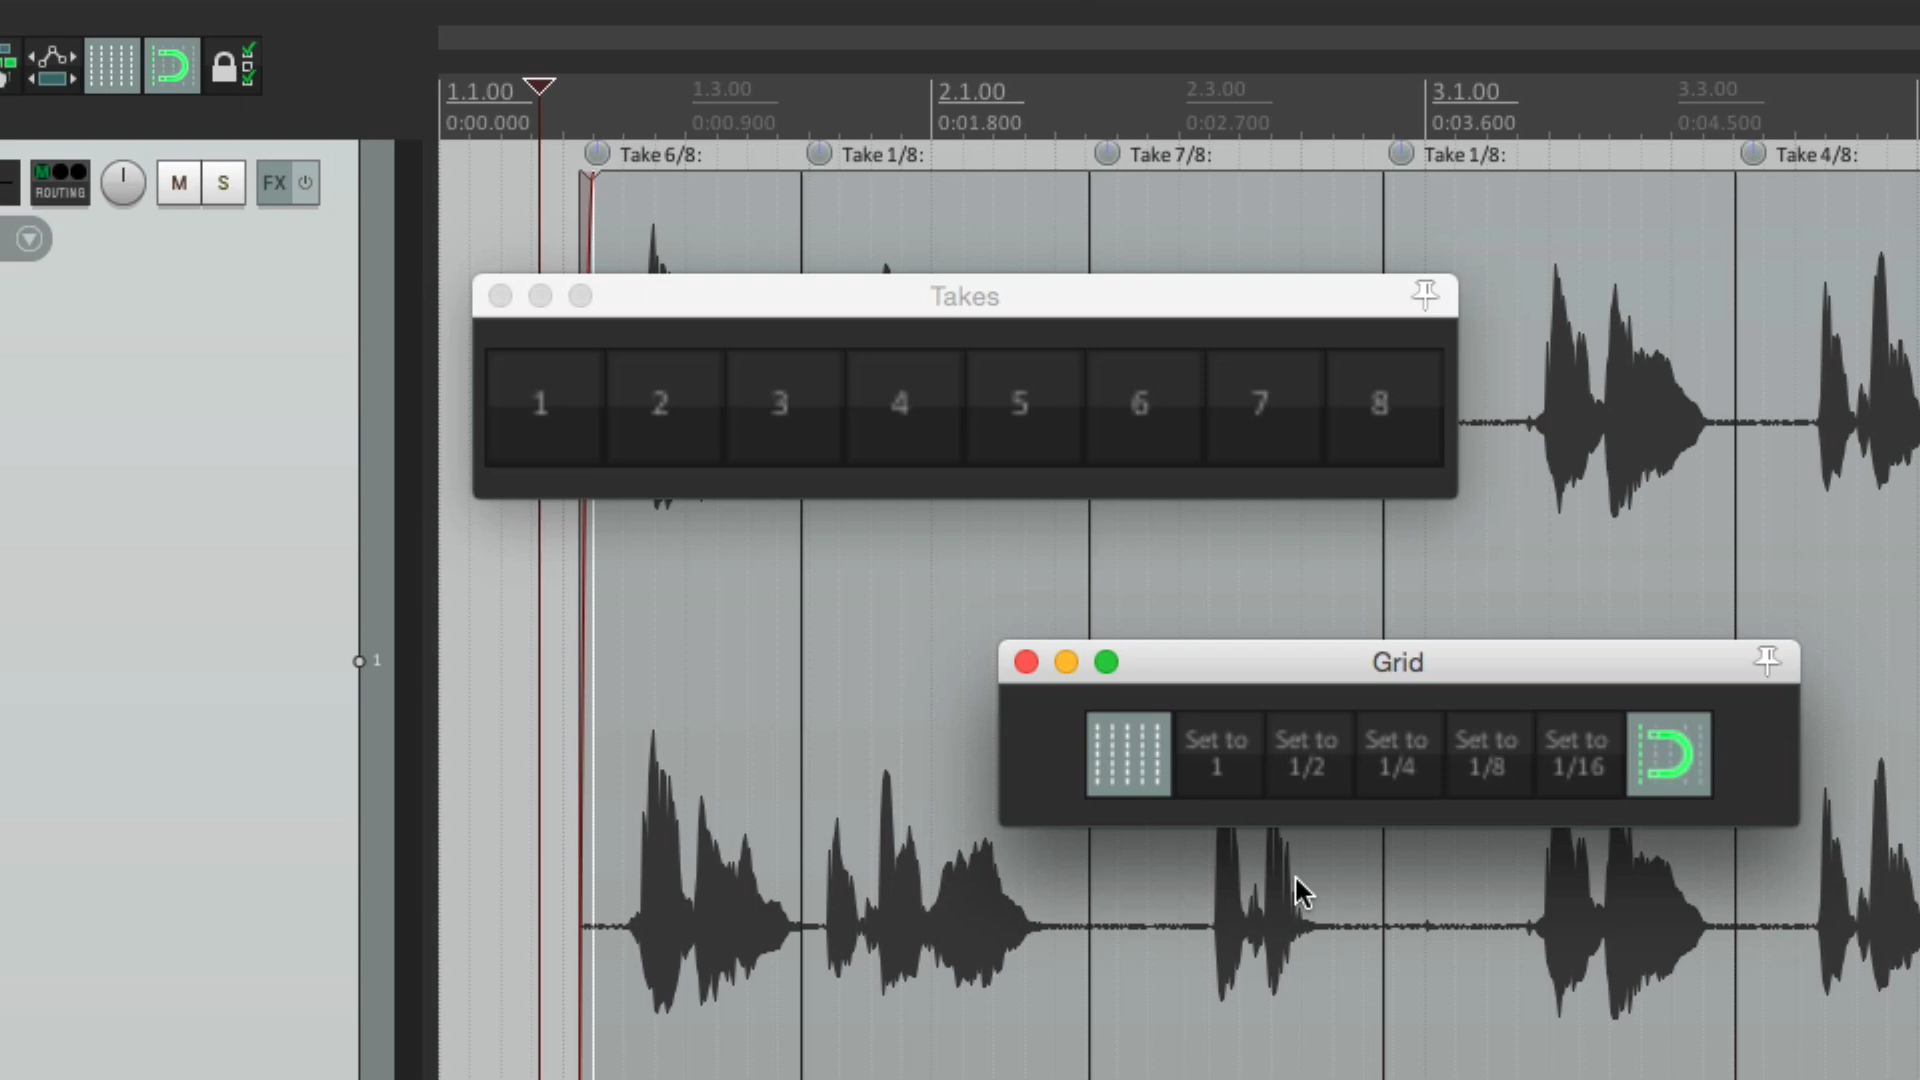 1.1.00 1.3.00 2.1.00 2.3.00 3.1.00 3.3.00
0:00.000 0:00.900 0:01.800 0:02.700 0:03.600 0:04.500
Take 6/8: Take 1/8: Take 7/8: Take 1/8: Take 4/8:
M
ROUTING M S FX
Takes
1 2 3 4 5 6 7 8
1
Grid
Set to Set to Set to Set to Set to
1 1/2 1/4 1/8 1/16